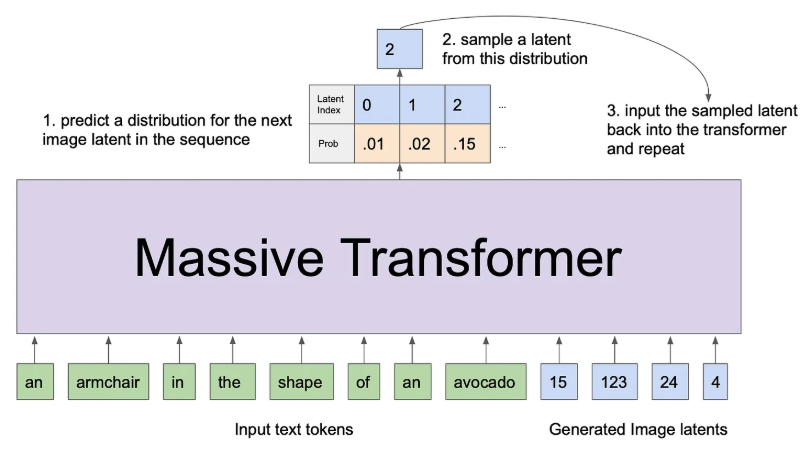 2
2. sample a latent
from this distribution
1. predict a distribution for the next
image latent in the sequence
Latent
Index
0 1 2 ...
Prob .01 .02 .15 ...
3. input the sampled latent
back into the transformer
and repeat
Massive Transformer
an armchair in the shape of an avocado 15 123 24 4
Input text tokens
Generated Image latents